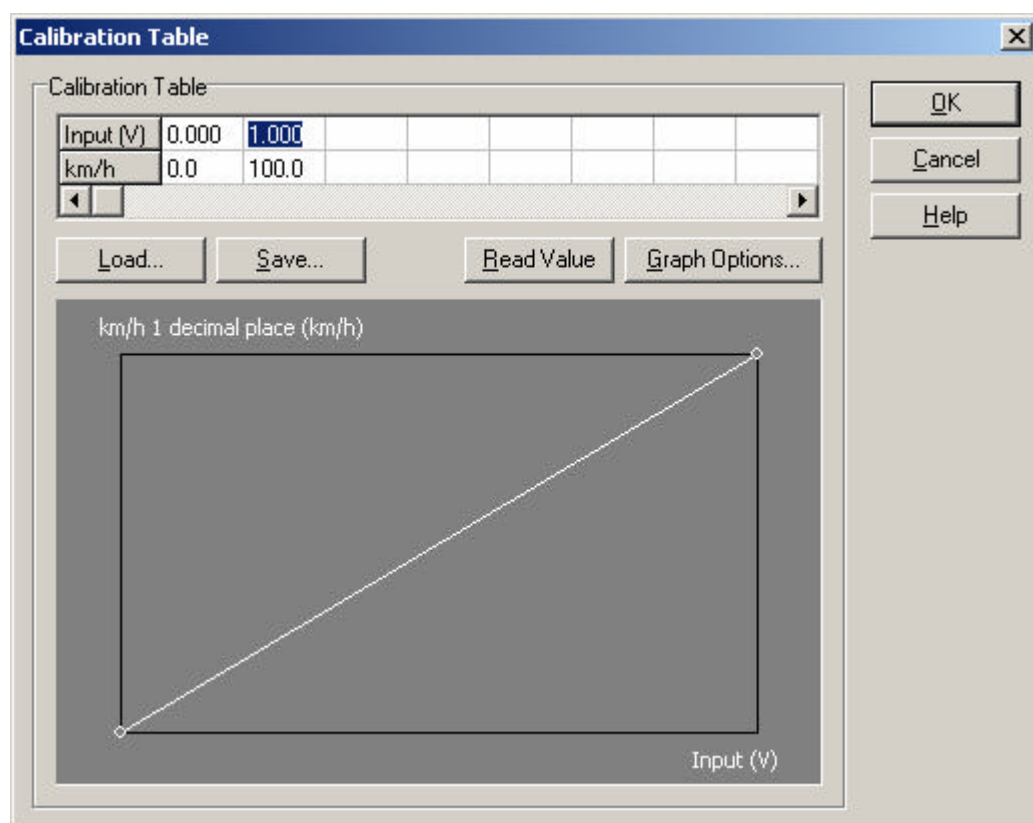 Calibration Table
Calibration Table
Input (V) 0.000 1.000
km/h 0.0 100.0
Load... Save... Read Value Graph Options...
OK
Cancel
Help
km/h 1 decimal place (km/h)
Input (V)